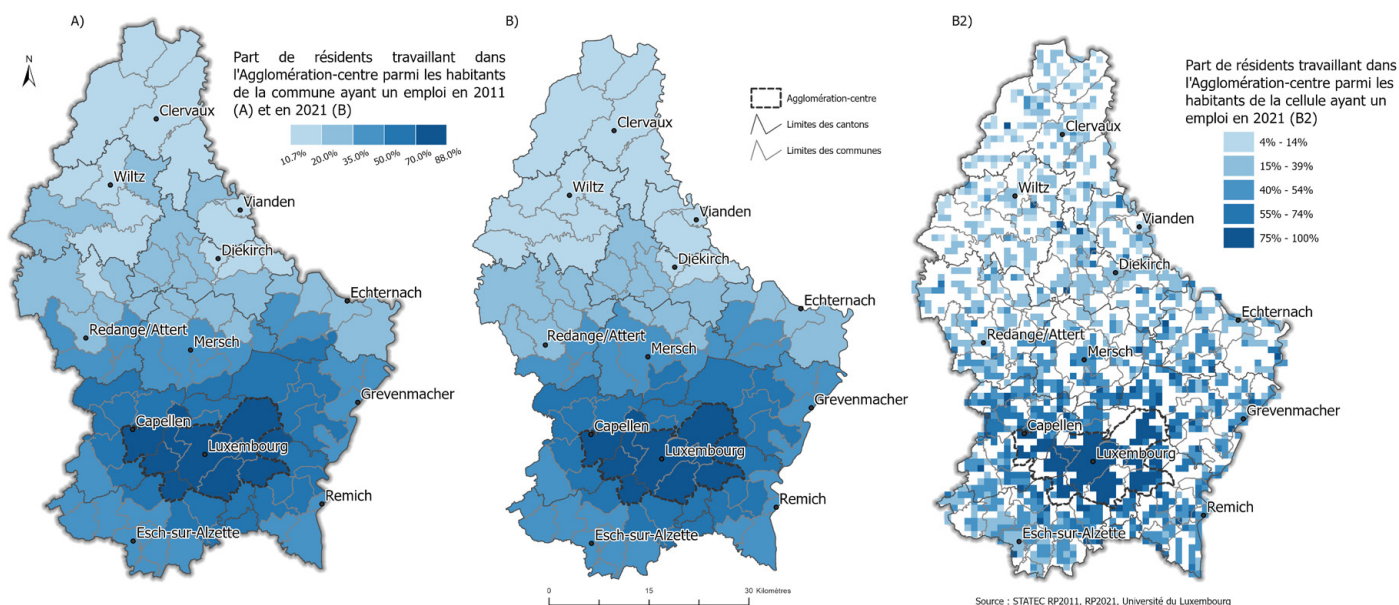 A)
N
Part de résidents travaillant dans
l'Agglomération-centre parmi les habitants
de la commune ayant un emploi en 2011
(A) et en 2021 (B)
10.7% 20.0% 35.0% 50.0% 70.0% 88.0%
Clervaux
Wiltz
Vianden
Diekirch
Echternach
Redange/Attert
Mersch
Grevenmacher
Capellen
Luxembourg
Remich
Esch-sur-Alzette
B)
Agglomération-centre
Limites des cantons
Limites des communes
Clervaux
Wiltz
Vianden
Diekirch
Echternach
Redange/Attert
Mersch
Grevenmacher
Capellen
Luxembourg
Remich
Esch-sur-Alzette
0 15 30 Kilomètres
B2)
Part de résidents travaillant dans
l'Agglomération-centre parmi les
habitants de la cellule ayant un
emploi en 2021 (B2)
4% - 14%
15% - 39%
40% - 54%
55% - 74%
75% - 100%
Clervaux
Wiltz
Vianden
Diekirch
Echternach
Redange/Attert
Mersch
Grevenmacher
Capellen
Luxembourg
Remich
Esch-sur-Alzette
Source : STATEC RP2011, RP2021, Université du Luxembourg